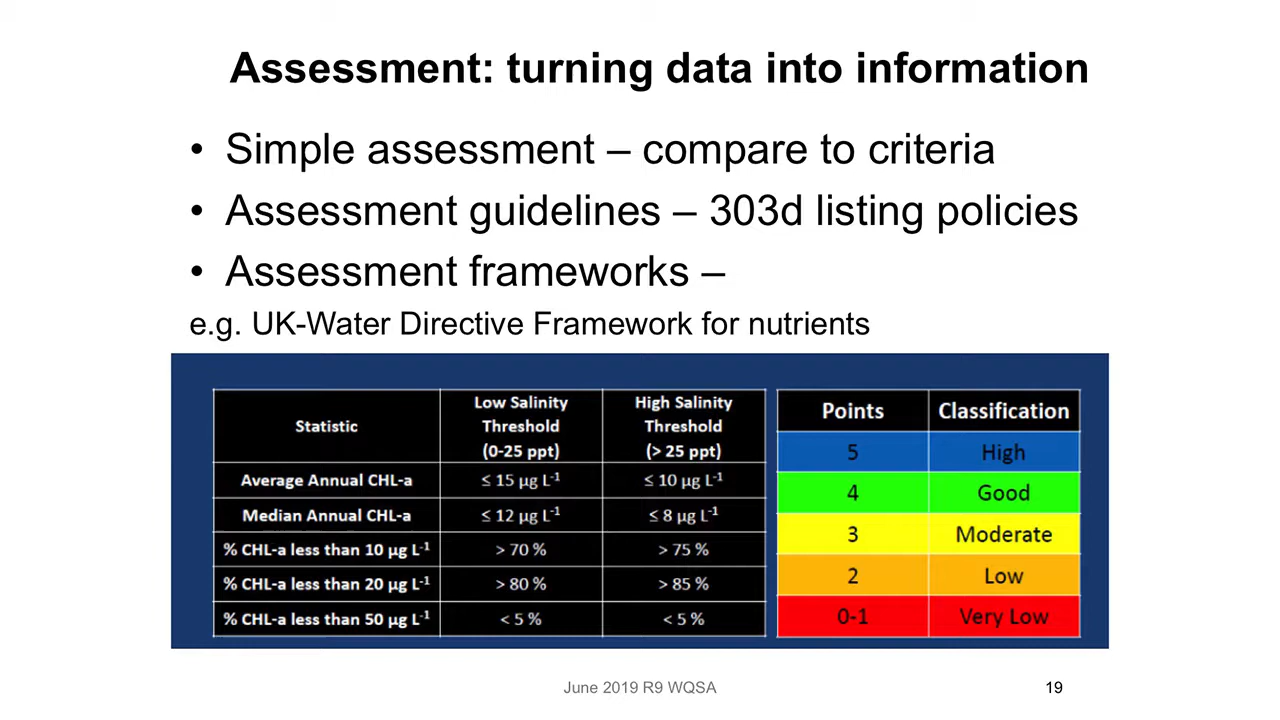 Assessment: turning data into information
• Simple assessment – compare to criteria
• Assessment guidelines – 303d listing policies
• Assessment frameworks –
e.g. UK-Water Directive Framework for nutrients
Statistic | Low Salinity Threshold (0-25 ppt) | High Salinity Threshold (> 25 ppt)
Average Annual CHL-a | ≤ 15 µg L⁻¹ | ≤ 10 µg L⁻¹
Median Annual CHL-a | ≤ 12 µg L⁻¹ | ≤ 8 µg L⁻¹
% CHL-a less than 10 µg L⁻¹ | > 70 % | > 75 %
% CHL-a less than 20 µg L⁻¹ | > 80 % | > 85 %
% CHL-a less than 50 µg L⁻¹ | < 5 % | < 5 %
Points | Classification
5 | High
4 | Good
3 | Moderate
2 | Low
0-1 | Very Low
June 2019 R9 WQSA
19